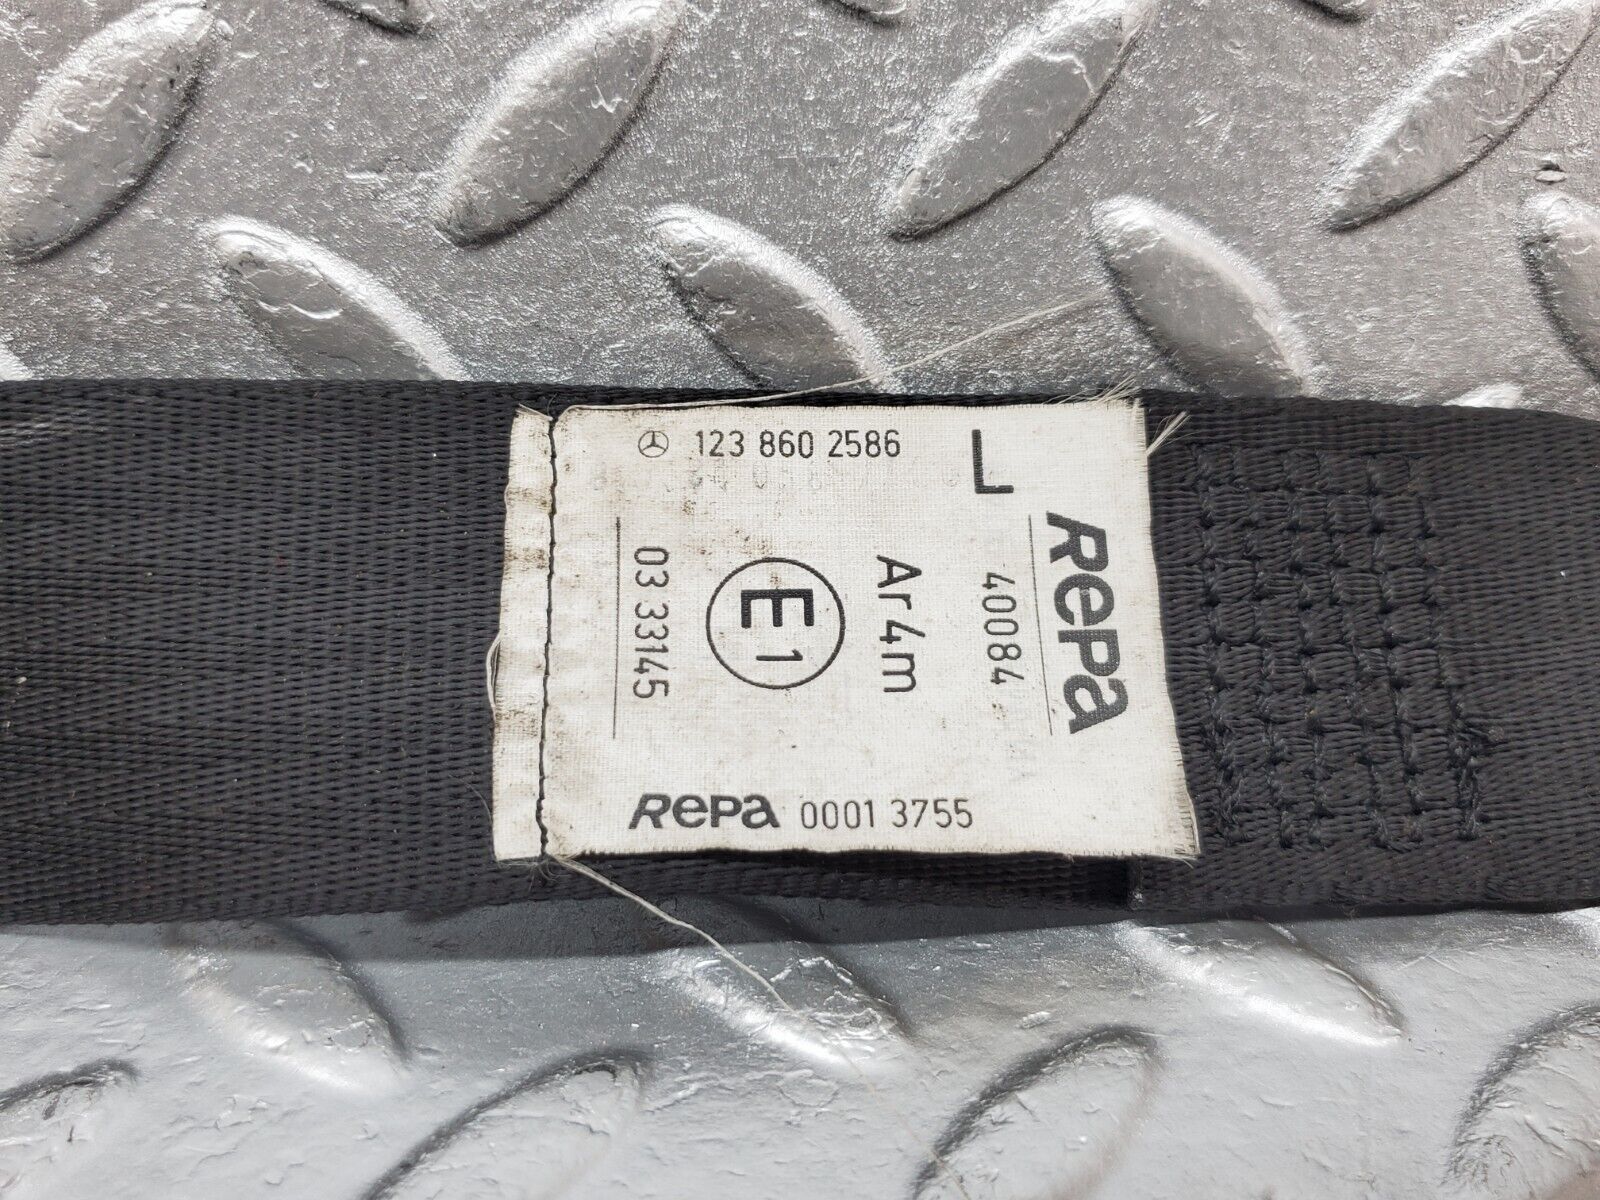 123 860 2586
L
RePa
40084
Ar4m
E1
03 33145
RePa 0001 3755